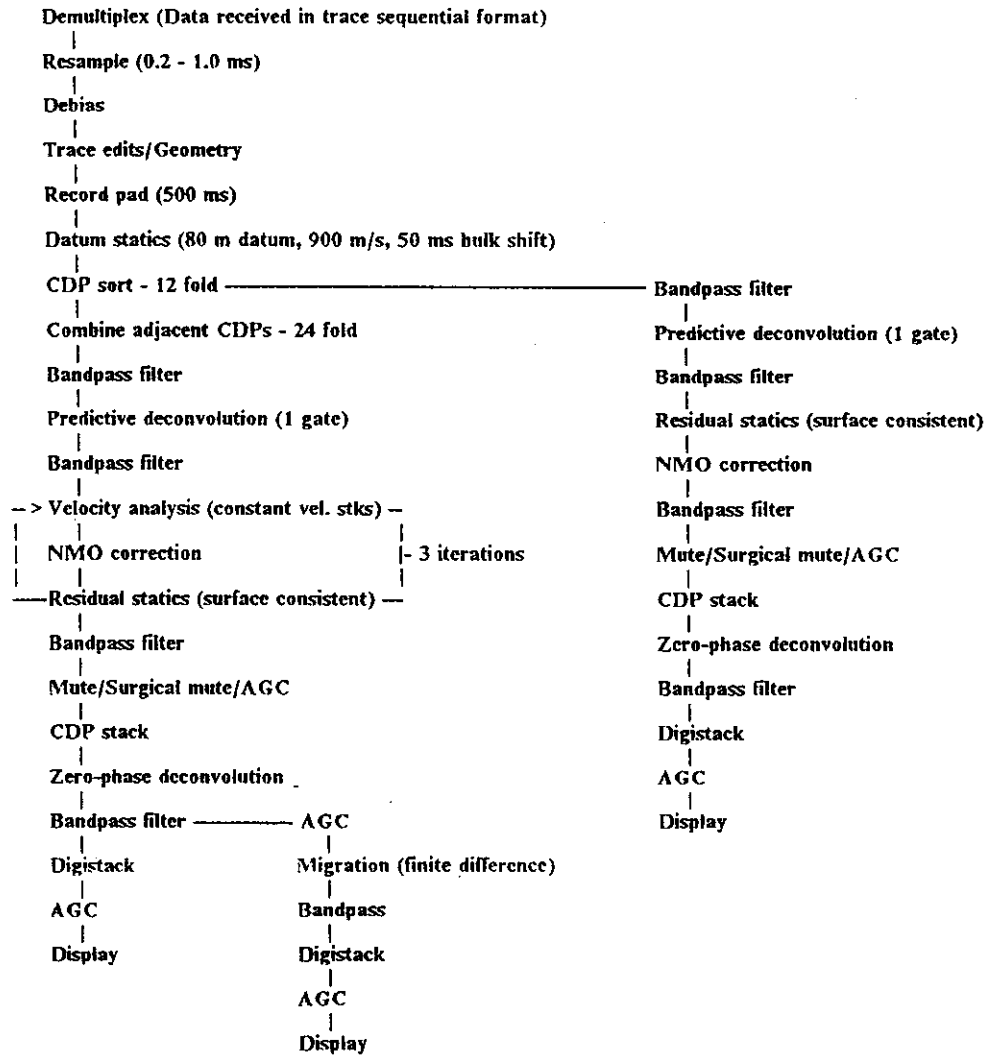 Demultiplex (Data received in trace sequential format)
Resample (0.2 - 1.0 ms)
Debias
Trace edits/Geometry
Record pad (500 ms)
Datum statics (80 m datum, 900 m/s, 50 ms bulk shift)
CDP sort - 12 fold
Combine adjacent CDPs - 24 fold
Bandpass filter
Predictive deconvolution (1 gate)
Bandpass filter
Velocity analysis (constant vel. stks)
NMO correction
- 3 iterations
Residual statics (surface consistent)
Bandpass filter
Mute/Surgical mute/AGC
CDP stack
Zero-phase deconvolution
Bandpass filter
Digistack
AGC
Display
AGC
Migration (finite difference)
Bandpass
Digistack
AGC
Display
Bandpass filter
Predictive deconvolution (1 gate)
Bandpass filter
Residual statics (surface consistent)
NMO correction
Bandpass filter
Mute/Surgical mute/AGC
CDP stack
Zero-phase deconvolution
Bandpass filter
Digistack
AGC
Display